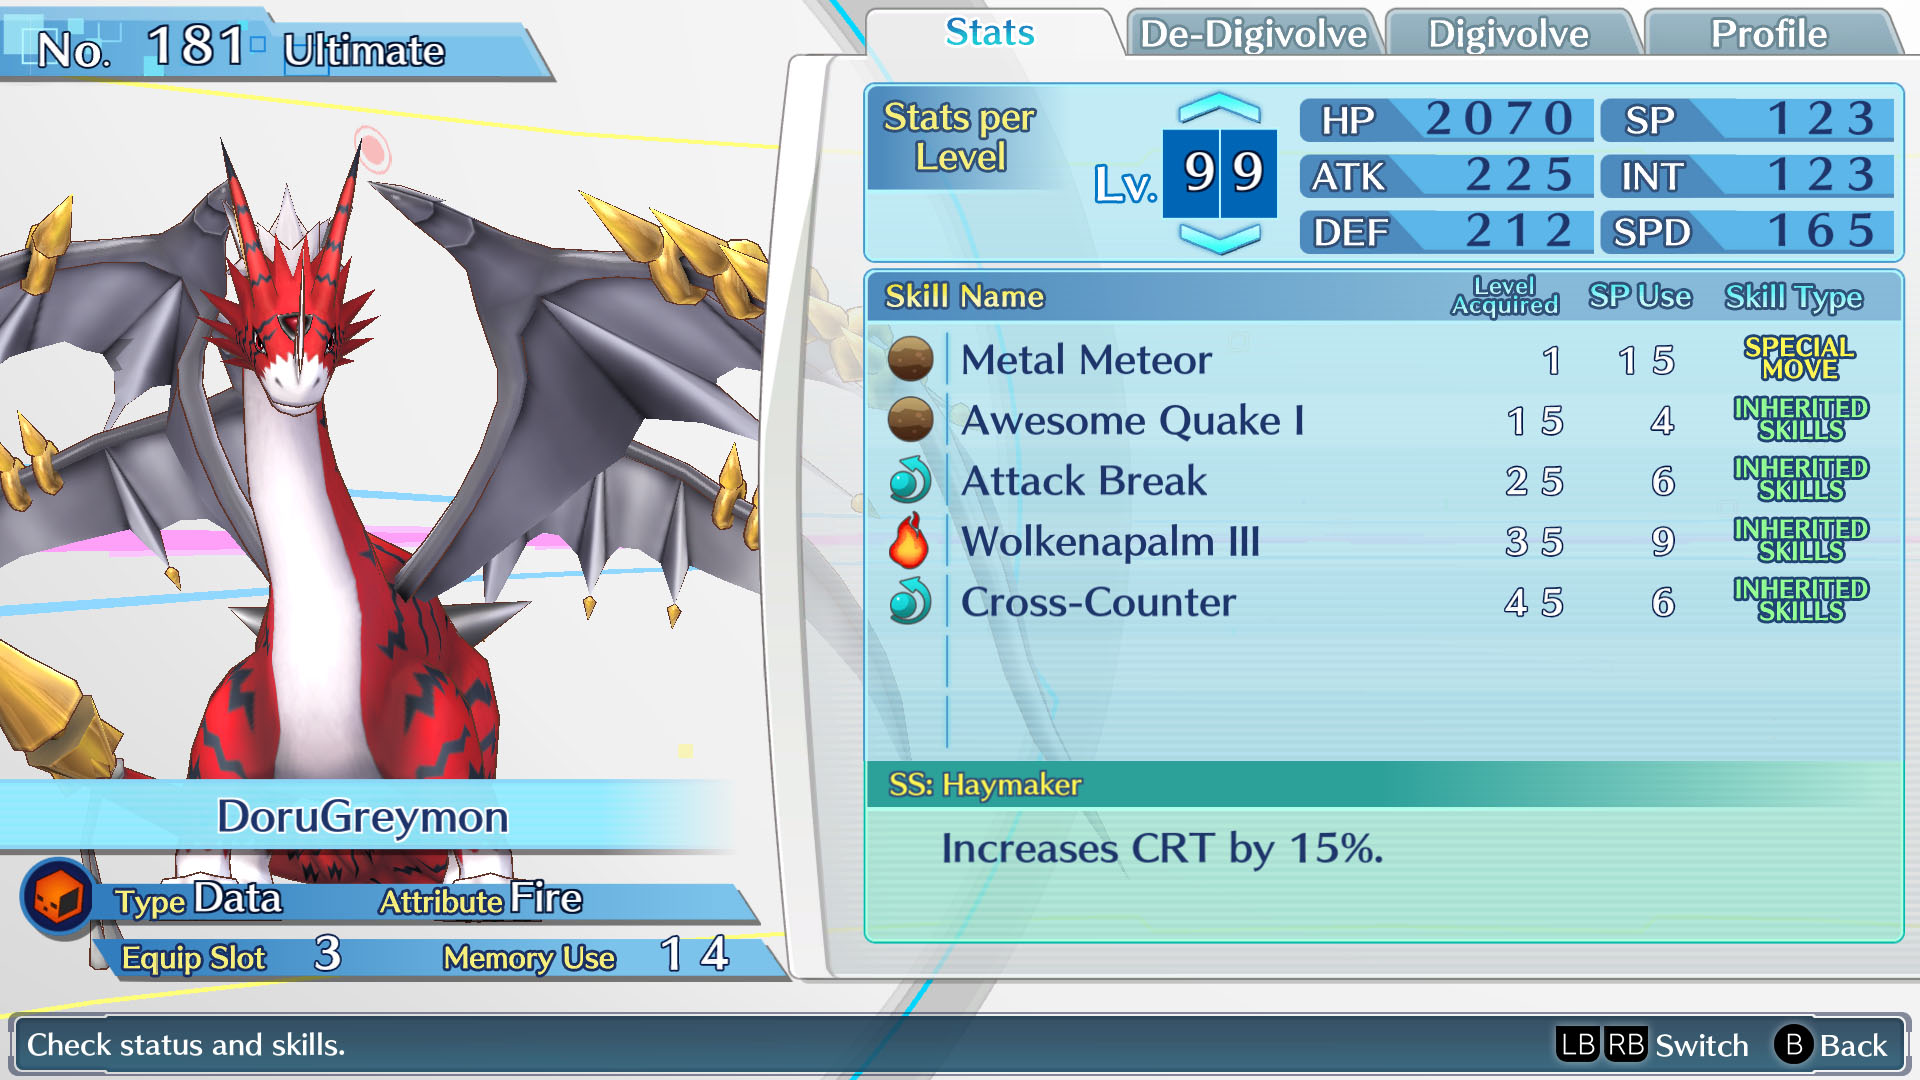 No. 181 Ultimate
Stats De-Digivolve Digivolve Profile
Stats per
Level
Lv. 99
HP 2070 SP 123
ATK 225 INT 123
DEF 212 SPD 165
Skill Name Level Acquired SP Use Skill Type
Metal Meteor 1 15 SPECIAL MOVE
Awesome Quake I 15 4 INHERITED SKILLS
Attack Break 25 6 INHERITED SKILLS
Wolkenapalm III 35 9 INHERITED SKILLS
Cross-Counter 45 6 INHERITED SKILLS
SS: Haymaker
Increases CRT by 15%.
DoruGreymon
Type Data Attribute Fire
Equip Slot 3 Memory Use 14
Check status and skills.
LB RB Switch B Back